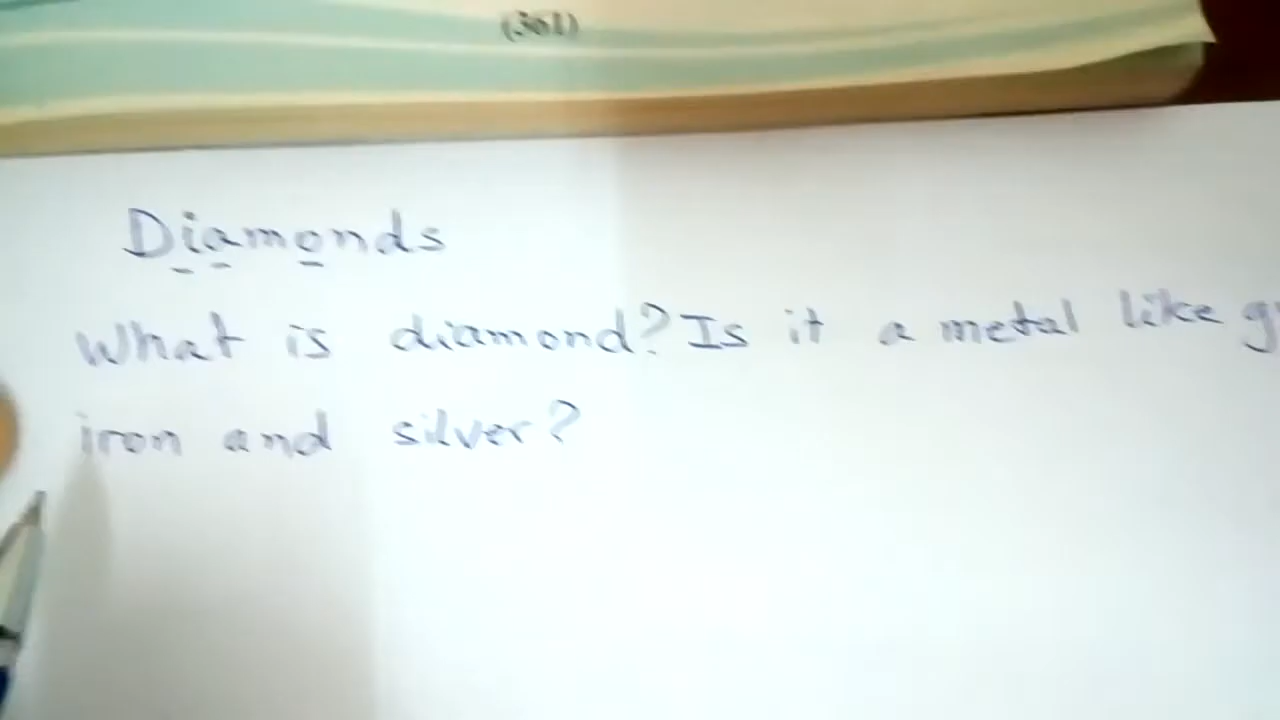 (361)
Diamonds
What is diamond? Is it a metal like
iron and silver?